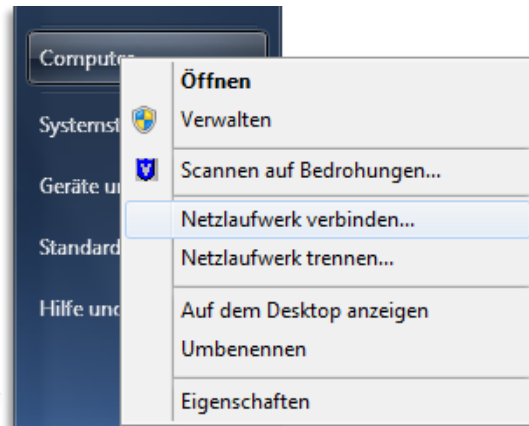 Computer
Öffnen
Verwalten
Systemst
Scannen auf Bedrohungen...
Geräte u
Netzlaufwerk verbinden...
Standard
Netzlaufwerk trennen...
Hilfe und
Auf dem Desktop anzeigen
Umbenennen
Eigenschaften